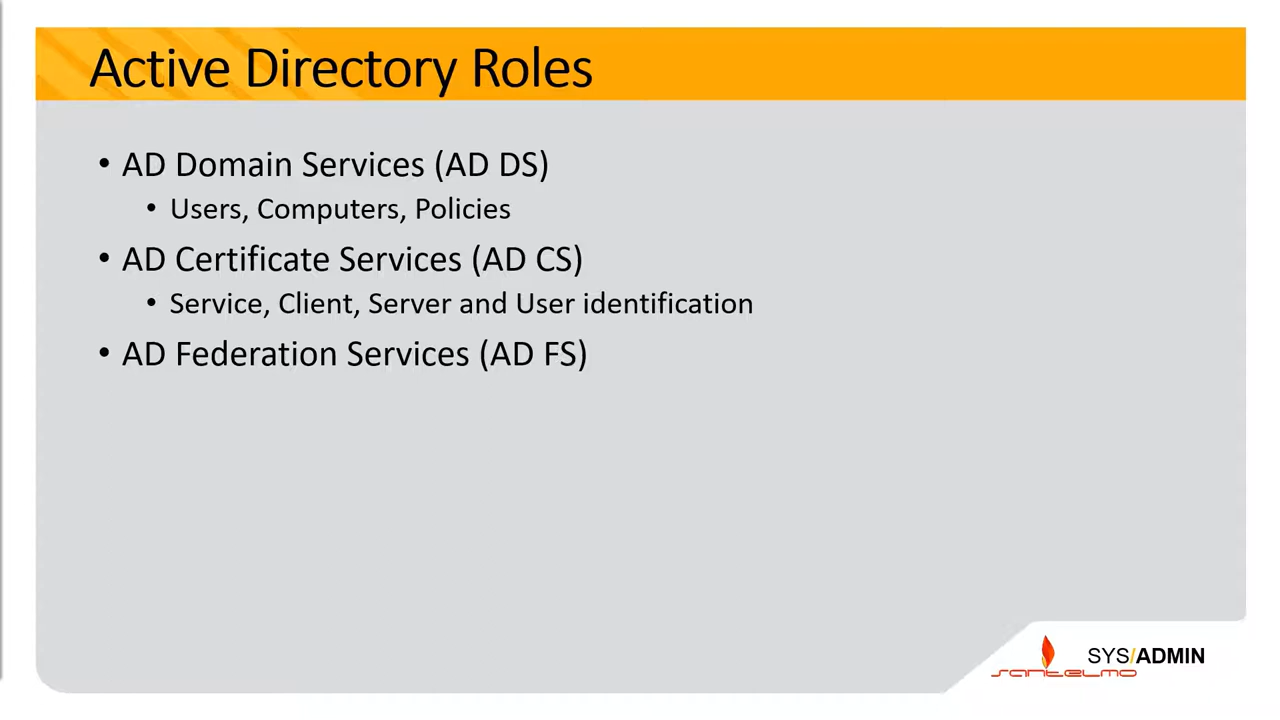 Active Directory Roles
• AD Domain Services (AD DS)
• Users, Computers, Policies
• AD Certificate Services (AD CS)
• Service, Client, Server and User identification
• AD Federation Services (AD FS)
SYS/ADMIN
santelmo